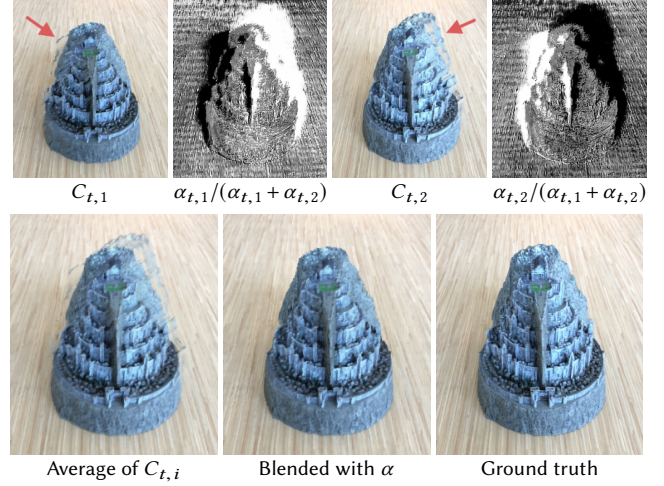 C_{t,1} α_{t,1}/(α_{t,1} + α_{t,2}) C_{t,2} α_{t,2}/(α_{t,1} + α_{t,2})
Average of C_{t,i} Blended with α Ground truth